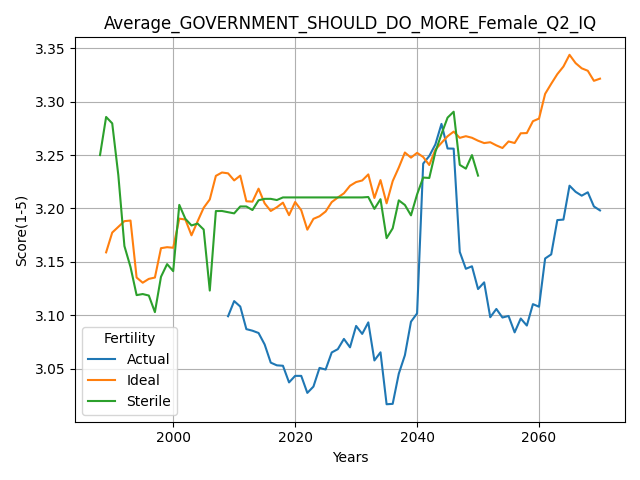 Average_GOVERNMENT_SHOULD_DO_MORE_Female_Q2_IQ
3.35
3.30
3.25
3.20
3.15
3.10
3.05
Score(1-5)
Fertility
Actual
Ideal
Sterile
2000
2020
2040
2060
Years